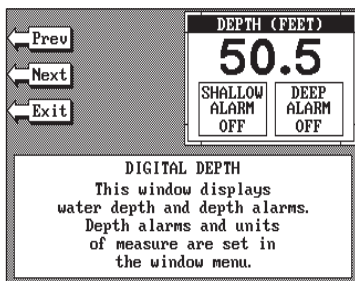 Prev
Next
Exit
DEPTH (FEET)
50.5
SHALLOW
ALARM
OFF
DEEP
ALARM
OFF
DIGITAL DEPTH
This window displays
water depth and depth alarms.
Depth alarms and units
of measure are set in
the window menu.